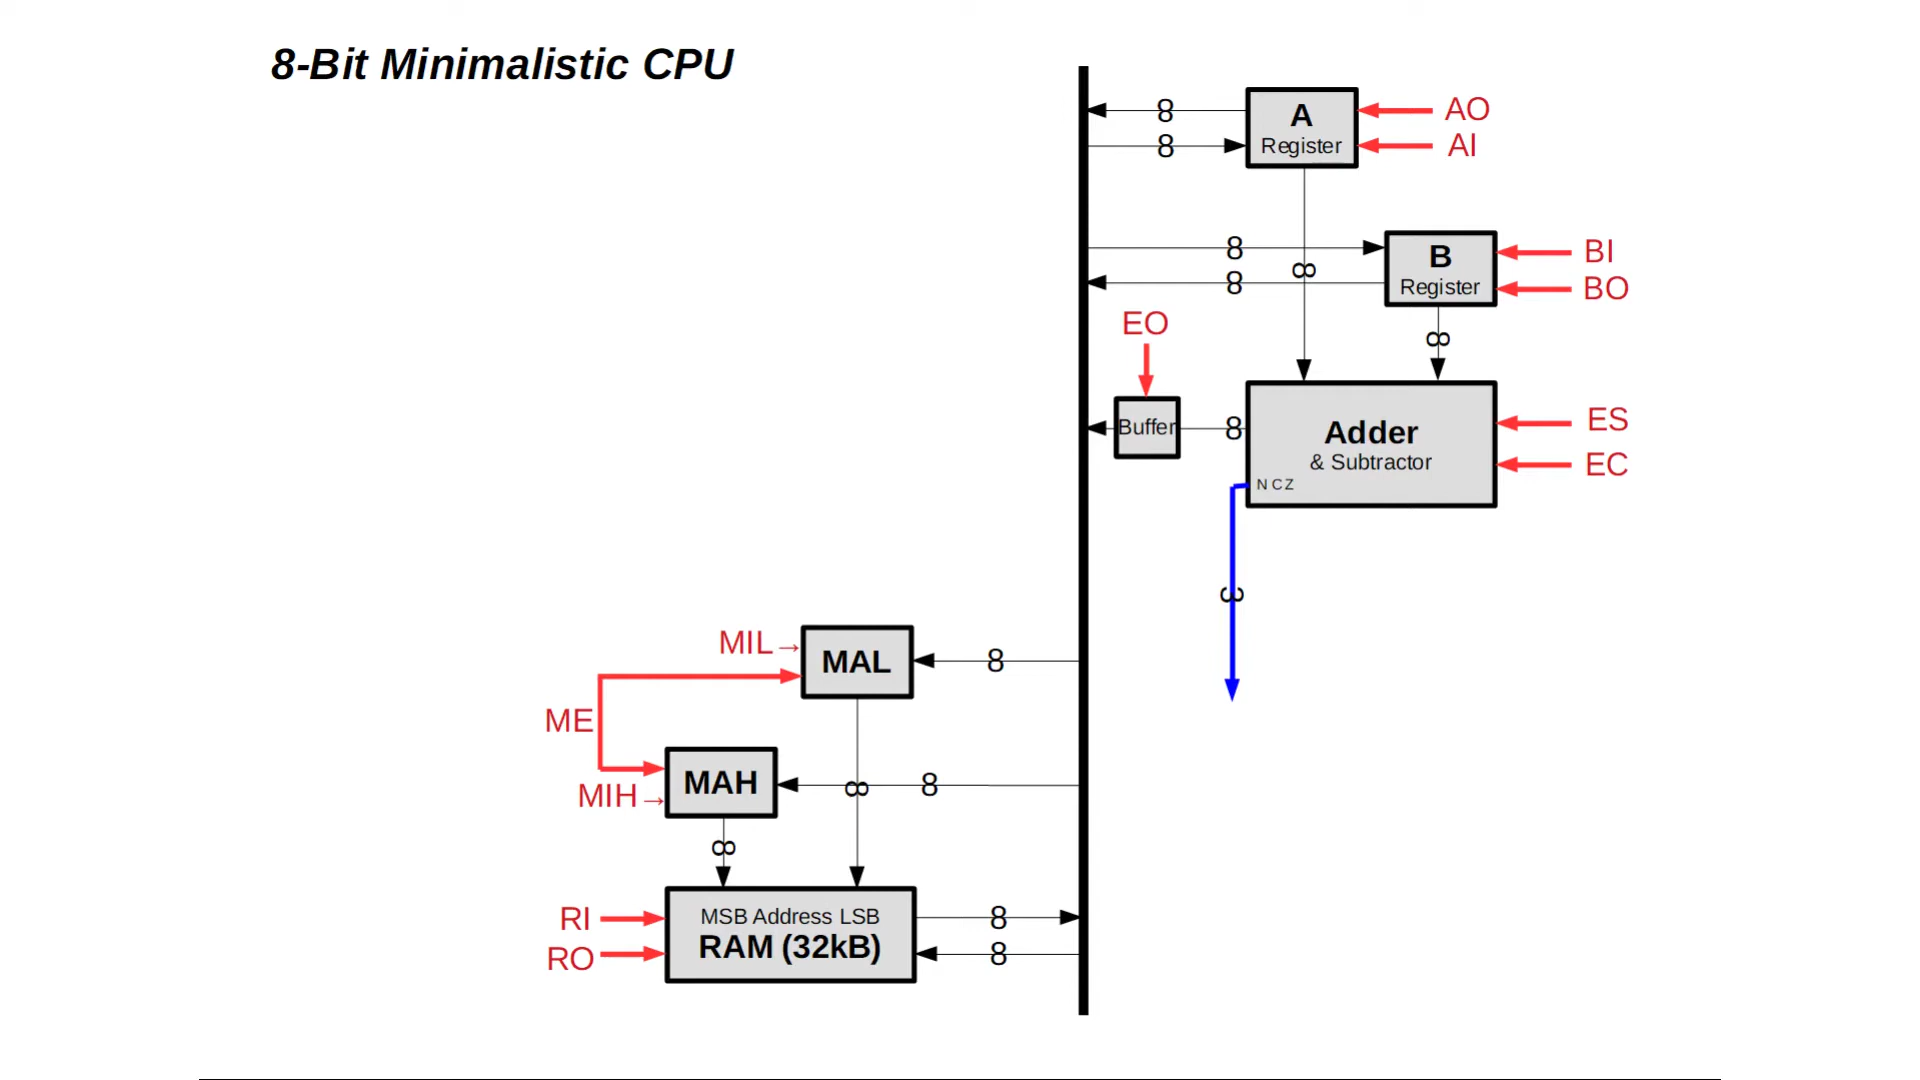 8-Bit Minimalistic CPU
8
A
Register
AO
8
AI
8
B
Register
BI
8
8
BO
EO
8
Buffer
8
Adder
& Subtractor
N C Z
ES
EC
3
MIL→
MAL
8
ME
MIH→
MAH
8
8
8
RI
RO
MSB Address LSB
RAM (32kB)
8
8